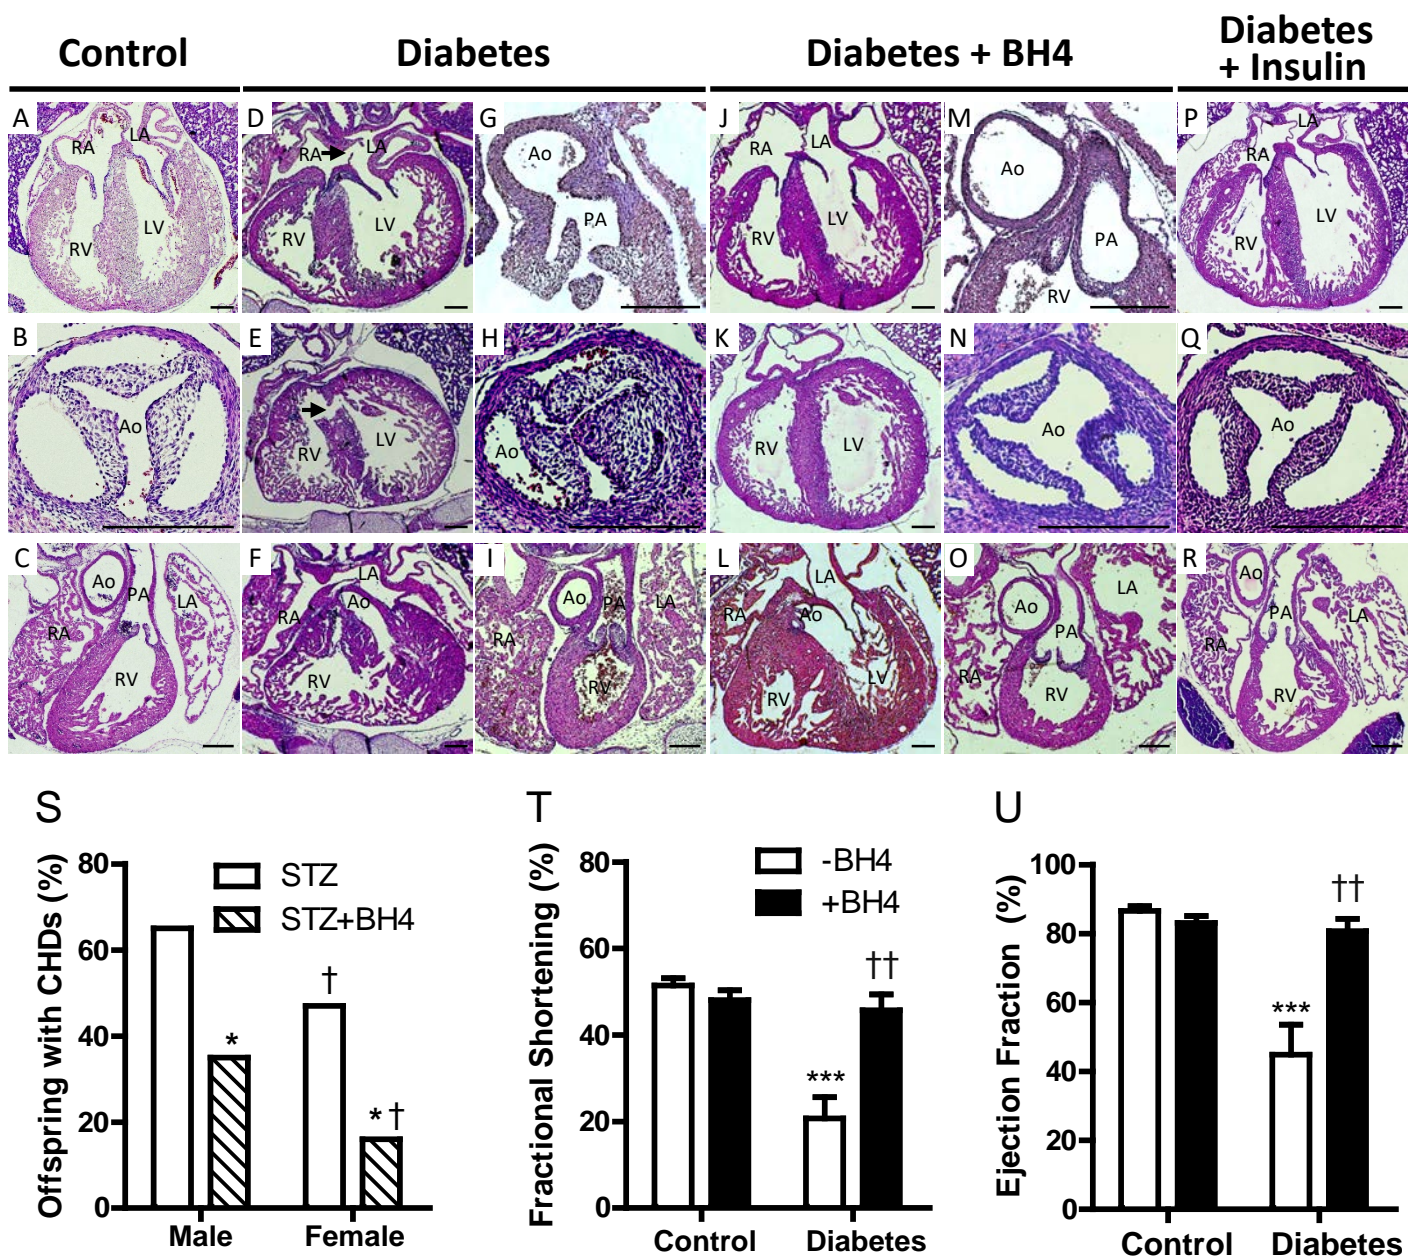 Control
Diabetes
Diabetes + BH4
Diabetes
+ Insulin
A
RA
LA
RV
LV
D
RA
LA
RV
LV
G
Ao
PA
J
RA
LA
RV
LV
M
Ao
PA
RV
P
LA
RA
LV
RV
B
Ao
E
RV
LV
H
Ao
K
RV
LV
N
Ao
Q
Ao
C
Ao
PA
LA
RA
RV
F
LA
Ao
RA
RV
I
Ao
PA
LA
RA
RV
L
LA
RA
Ao
LV
RV
O
LA
Ao
PA
RA
RV
R
Ao
PA
LA
RA
RV
S
Offspring with CHDs (%)
80
60
40
20
0
STZ
STZ+BH4
*
†
* †
Male
Female
T
Fractional Shortening (%)
80
60
40
20
0
-BH4
+BH4
***
††
Control
Diabetes
U
Ejection Fraction (%)
100
80
60
40
20
0
***
††
Control
Diabetes